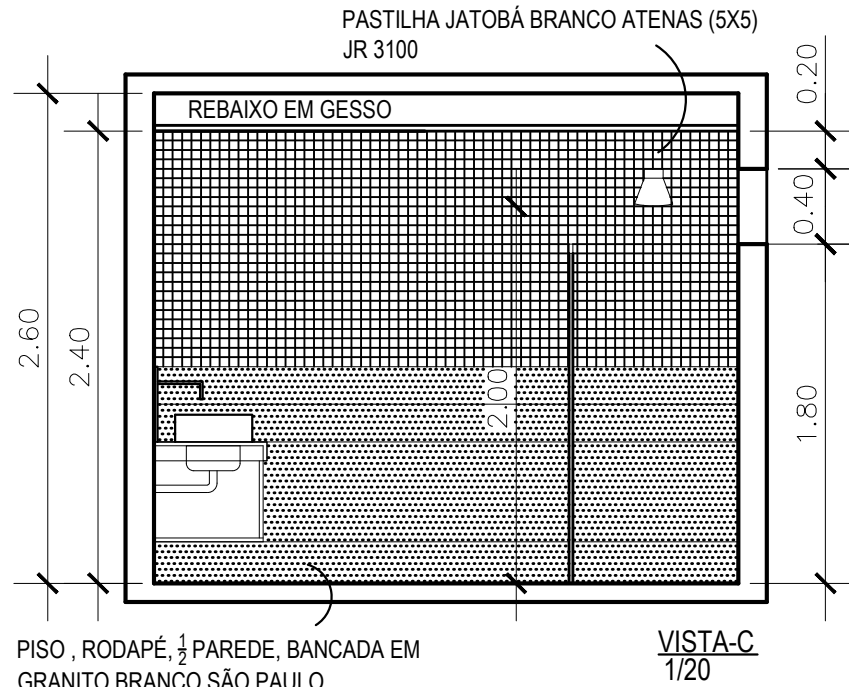 PASTILHA JATOBÁ BRANCO ATENAS (5X5)
JR 3100
REBAIXO EM GESSO
0.20
0.40
2.60
2.40
2.00
1.80
PISO , RODAPÉ, ½ PAREDE, BANCADA EM
GRANITO BRANCO SÃO PAULO
VISTA-C
1/20